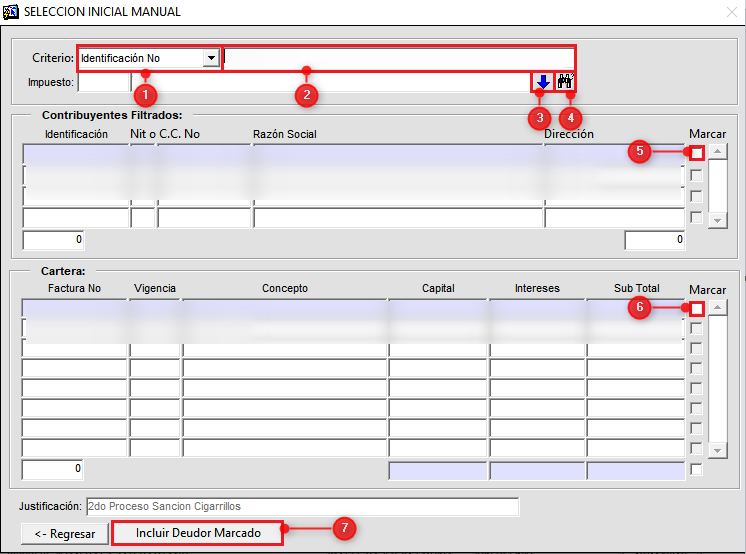 SELECCION INICIAL MANUAL
Criterio: Identificación No
Impuesto:
1 2 3 4
Contribuyentes Filtrados:
Identificación Nit o C.C. No Razón Social Dirección Marcar
5
0 0
Cartera:
Factura No Vigencia Concepto Capital Intereses Sub Total Marcar
6
0
Justificación: 2do Proceso Sancion Cigarrillos
<- Regresar Incluir Deudor Marcado 7